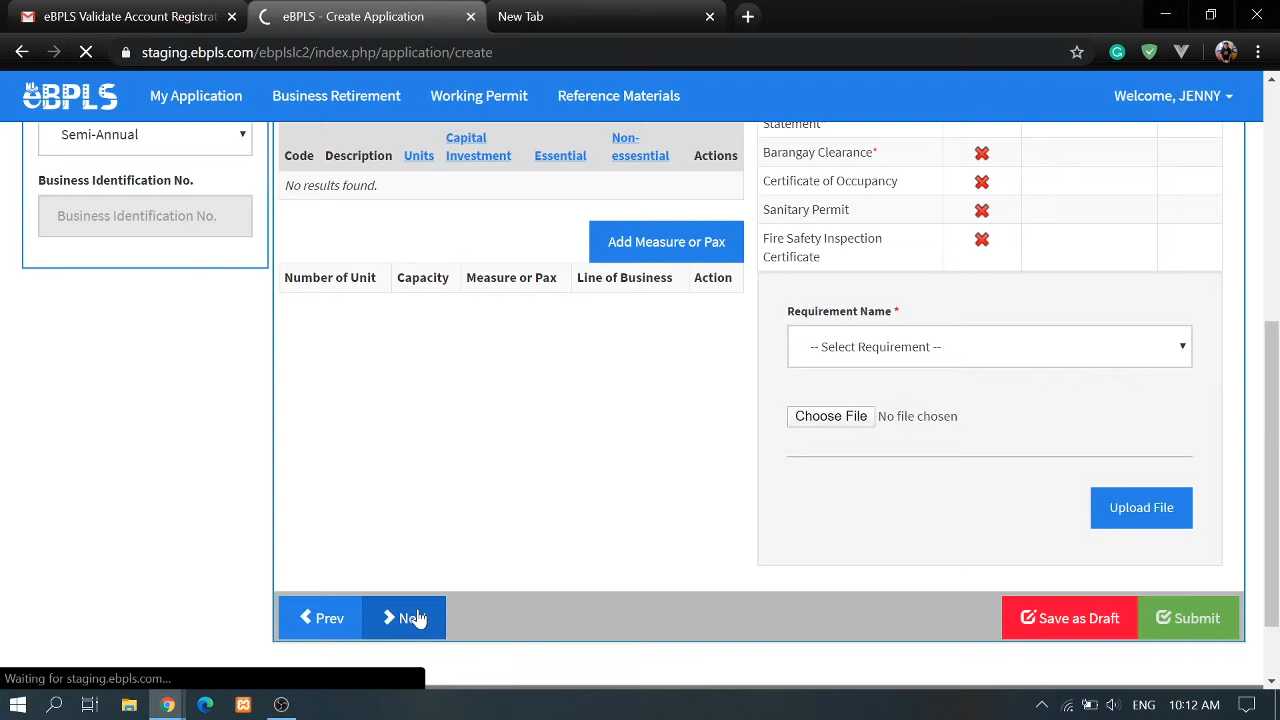 eBPLS Validate Account Registrat
eBPLS - Create Application
New Tab
staging.ebpls.com/ebplslc2/index.php/application/create
eBPLS
My Application
Business Retirement
Working Permit
Reference Materials
Welcome, JENNY
Semi-Annual
Business Identification No.
Business Identification No.
Code
Description
Units
Capital
Investment
Essential
Non-
essesntial
Actions
No results found.
Add Measure or Pax
Number of Unit
Capacity
Measure or Pax
Line of Business
Action
Statement
Barangay Clearance*
Certificate of Occupancy
Sanitary Permit
Fire Safety Inspection
Certificate
Requirement Name *
-- Select Requirement --
Choose File No file chosen
Upload File
Prev
Save as Draft
Submit
Waiting for staging.ebpls.com...
ENG
10:12 AM